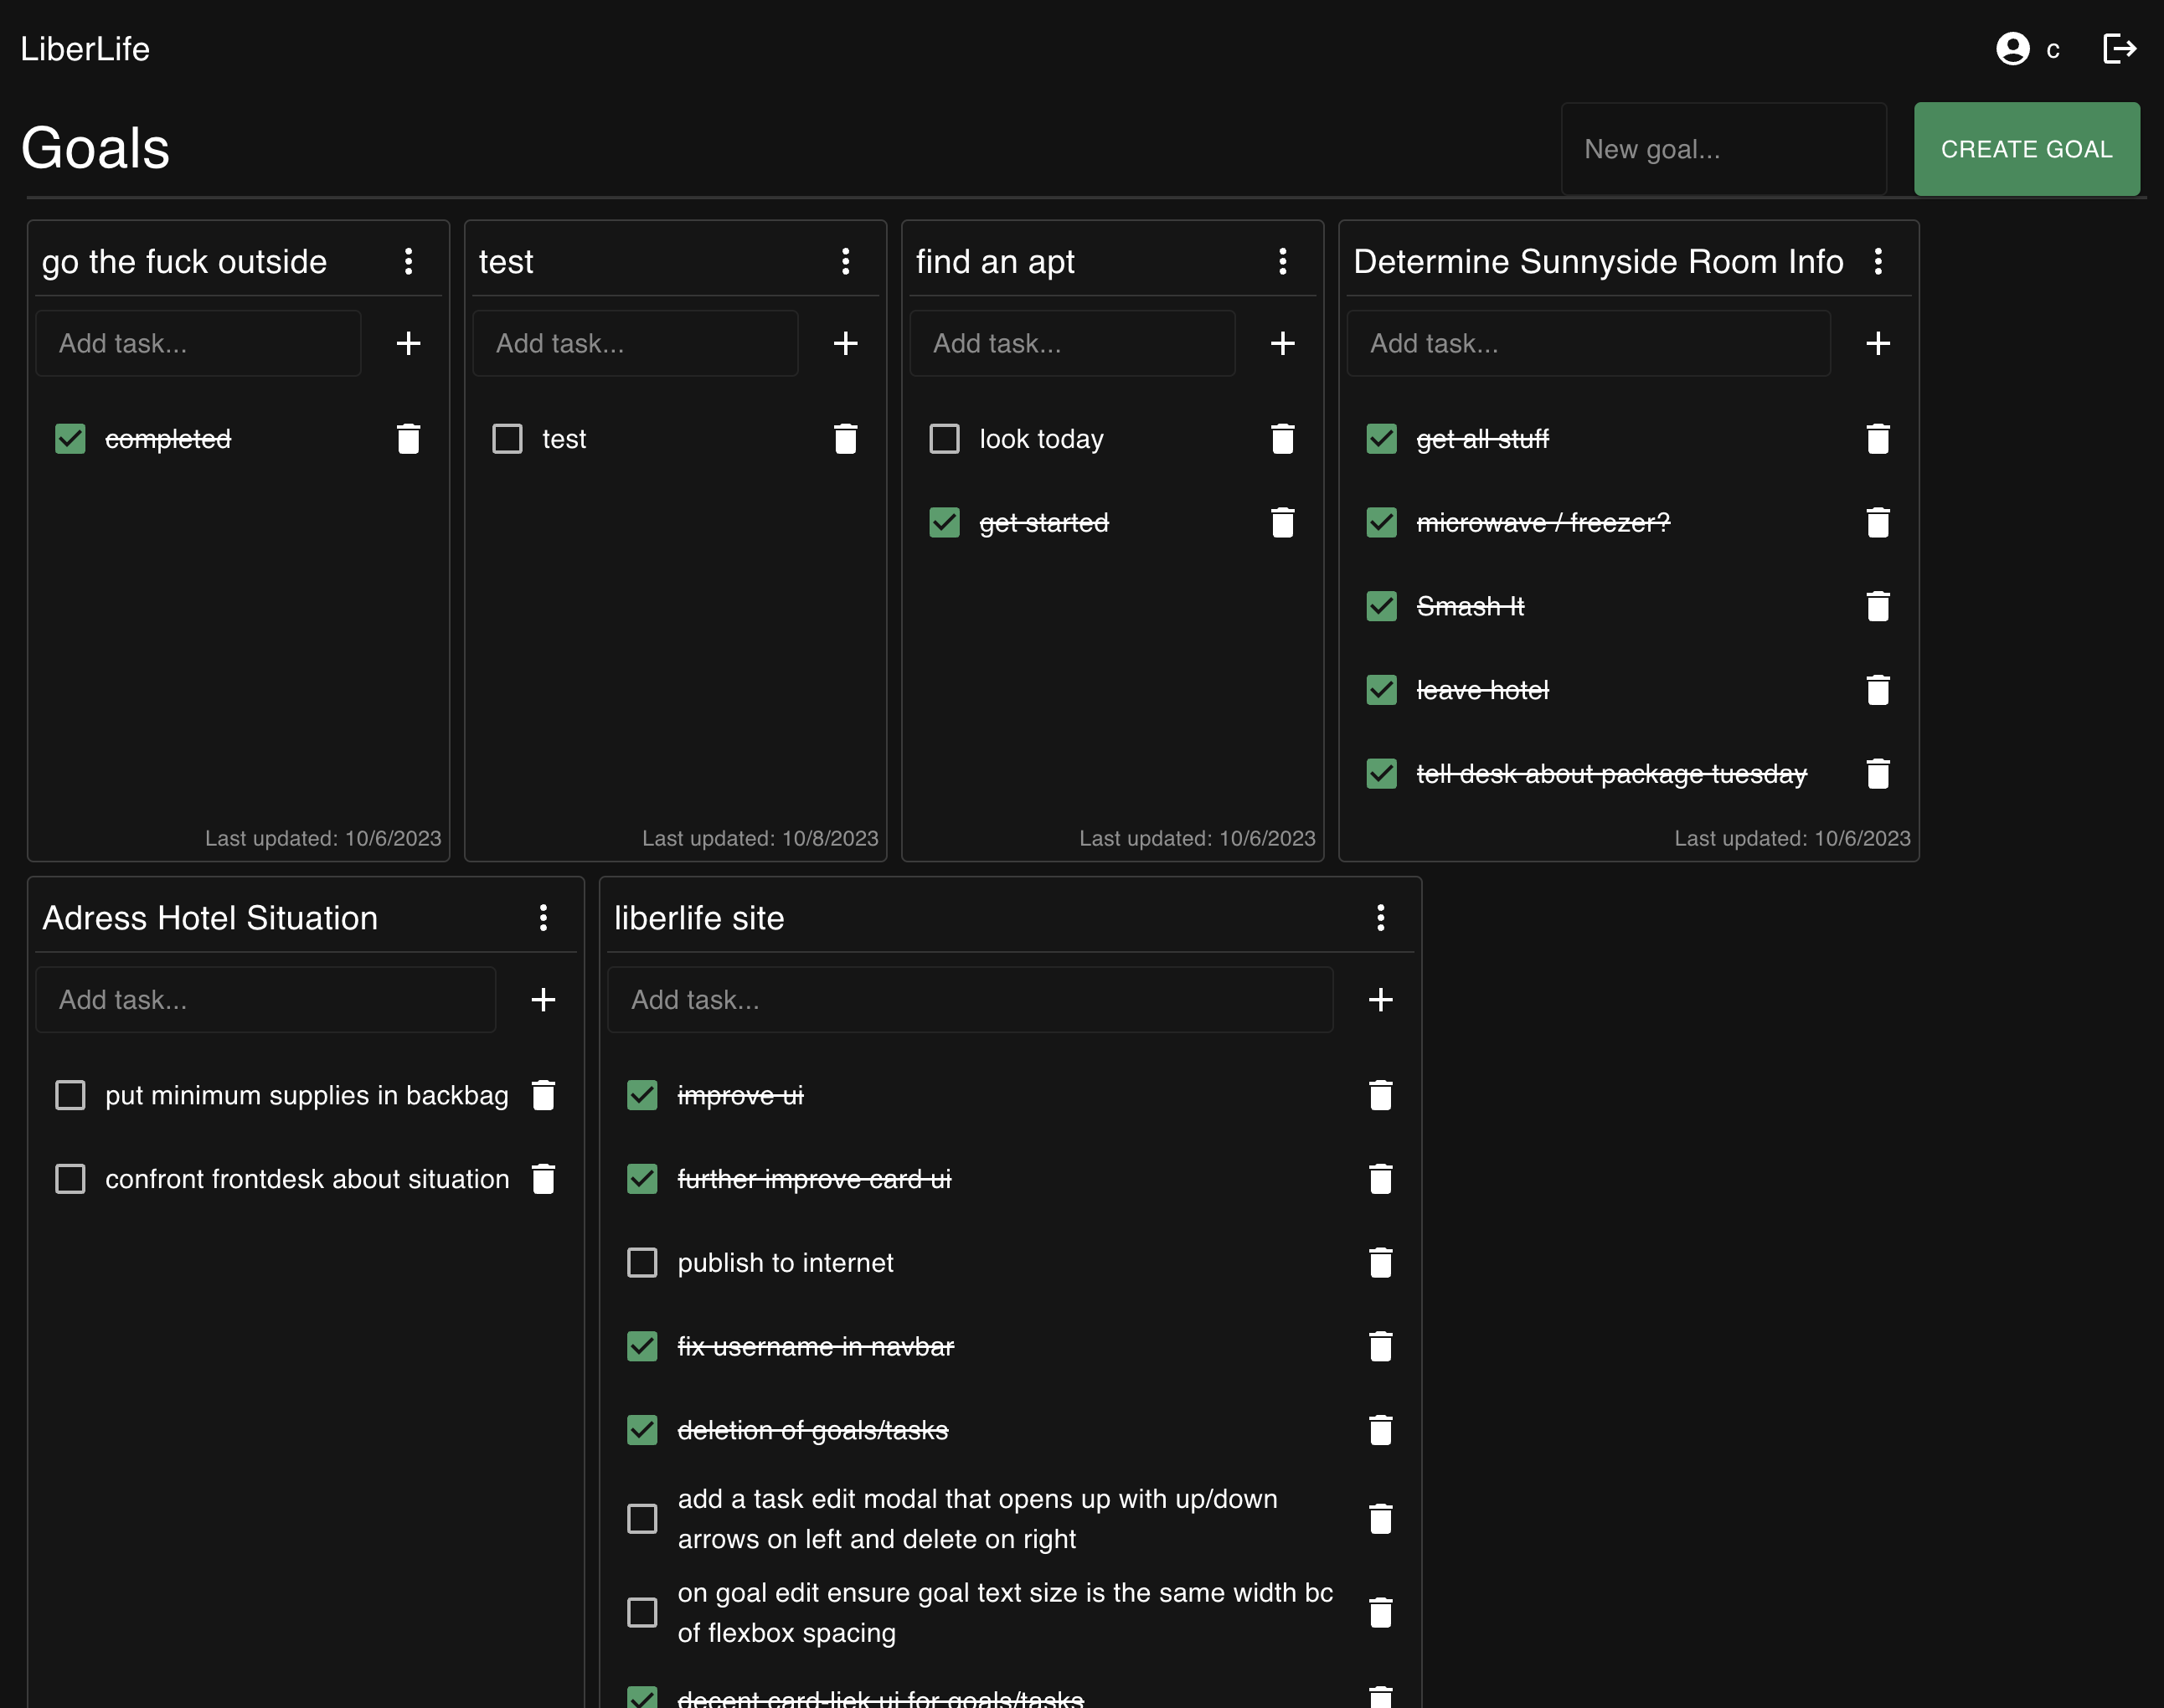 LiberLife
c
Goals
New goal...
CREATE GOAL
go the fuck outside
Add task...
completed
Last updated: 10/6/2023
test
Add task...
test
Last updated: 10/8/2023
find an apt
Add task...
look today
get started
Last updated: 10/6/2023
Determine Sunnyside Room Info
Add task...
get all stuff
microwave / freezer?
Smash It
leave hotel
tell desk about package tuesday
Last updated: 10/6/2023
Adress Hotel Situation
Add task...
put minimum supplies in backbag
confront frontdesk about situation
liberlife site
Add task...
improve ui
further improve card ui
publish to internet
fix username in navbar
deletion of goals/tasks
add a task edit modal that opens up with up/down
arrows on left and delete on right
on goal edit ensure goal text size is the same width bc
of flexbox spacing
decent card-liek ui for goals/tasks